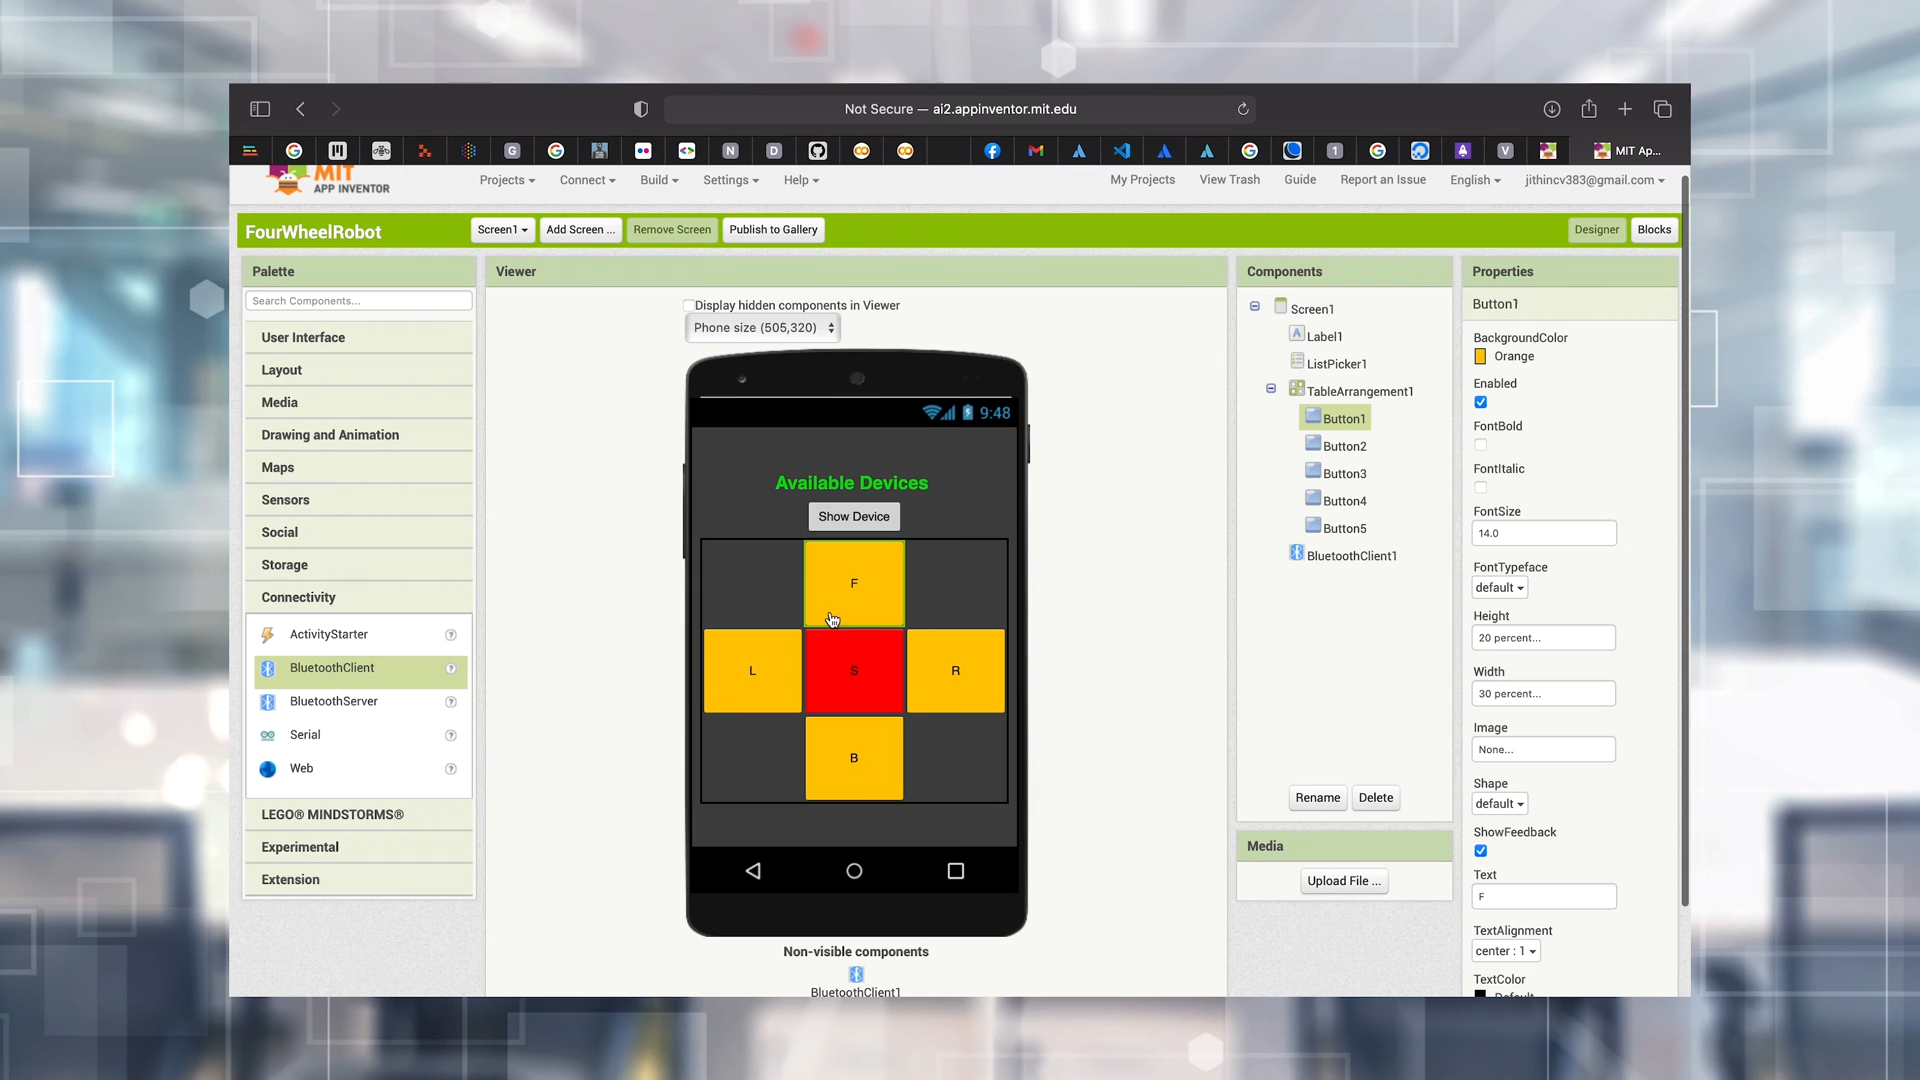 Not Secure — ai2.appinventor.mit.edu
G
N
D
1
V
MIT Ap...
MIT
APP INVENTOR
Projects
Connect
Build
Settings
Help
My Projects
View Trash
Guide
Report an Issue
English
jithincv383@gmail.com
FourWheelRobot
Screen1
Add Screen ...
Remove Screen
Publish to Gallery
Designer
Blocks
Palette
Search Components...
User Interface
Layout
Media
Drawing and Animation
Maps
Sensors
Social
Storage
Connectivity
ActivityStarter
BluetoothClient
BluetoothServer
Serial
Web
LEGO® MINDSTORMS®
Experimental
Extension
Viewer
Display hidden components in Viewer
Phone size (505,320)
9:48
Available Devices
Show Device
F
L
S
R
B
Non-visible components
BluetoothClient1
Components
Screen1
Label1
ListPicker1
TableArrangement1
Button1
Button2
Button3
Button4
Button5
BluetoothClient1
Rename
Delete
Media
Upload File ...
Properties
Button1
BackgroundColor
Orange
Enabled
FontBold
FontItalic
FontSize
14.0
FontTypeface
default
Height
20 percent...
Width
30 percent...
Image
None...
Shape
default
ShowFeedback
Text
F
TextAlignment
center : 1
TextColor
Default